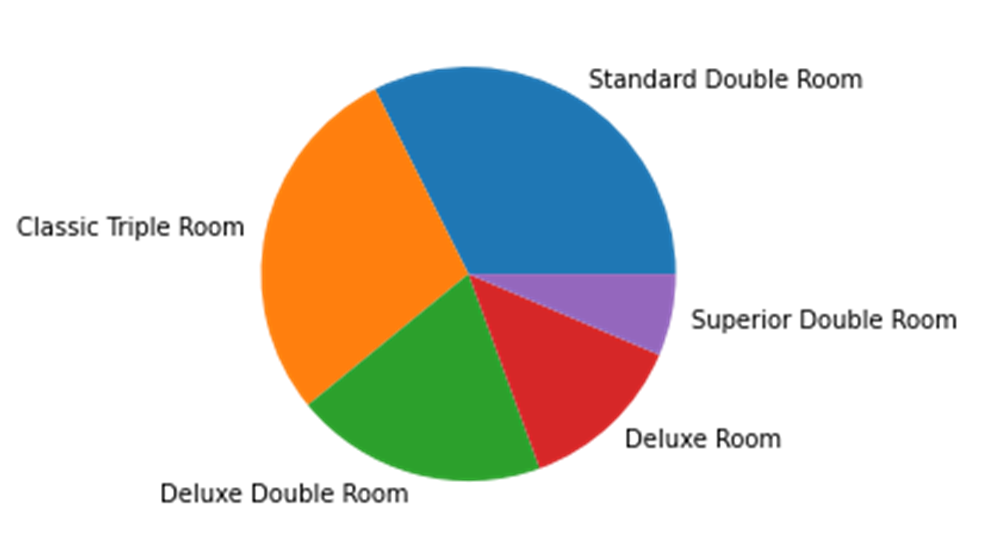 Standard Double Room
Classic Triple Room
Superior Double Room
Deluxe Room
Deluxe Double Room